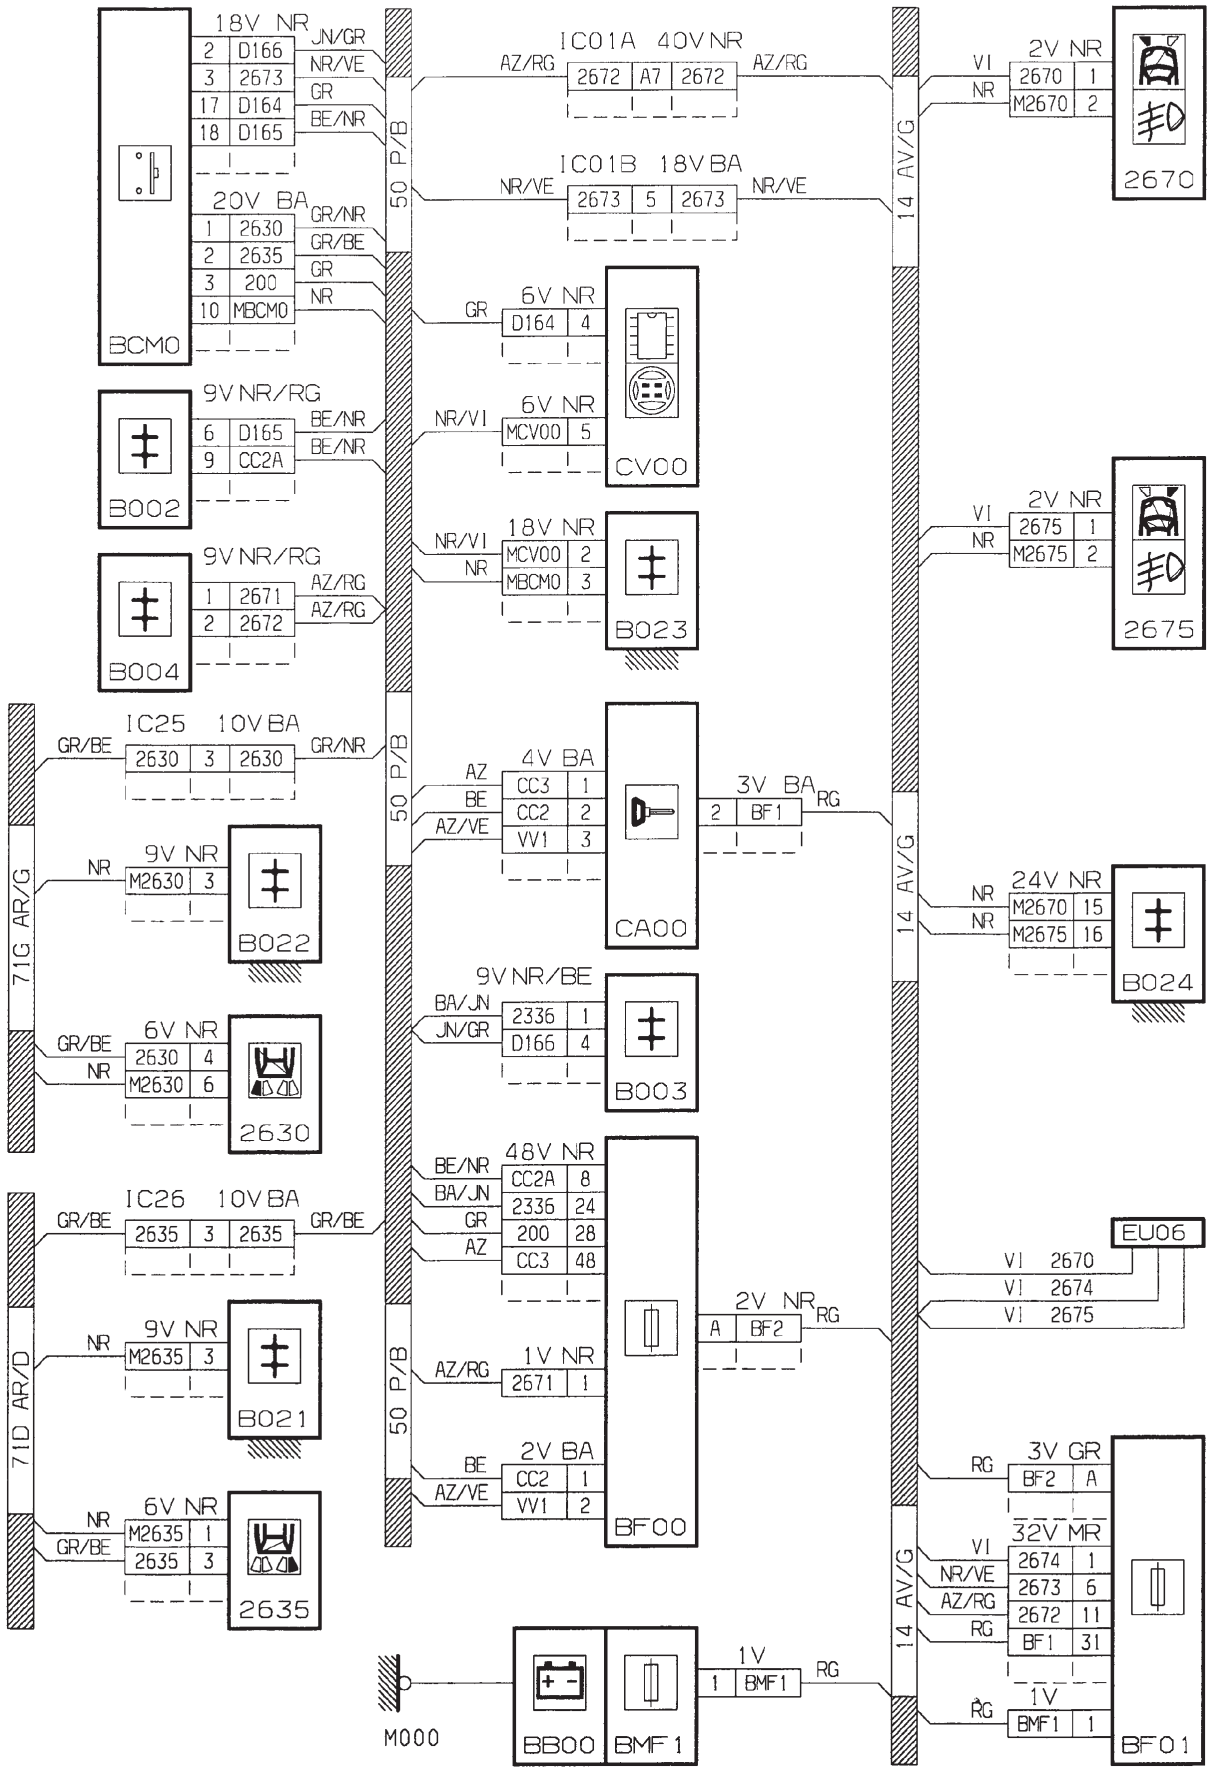 18V NR
2 D166 JN/GR
3 2673 NR/VE
17 D164 GR
18 D165 BE/NR
20V BA
1 2630 GR/NR
2 2635 GR/BE
3 200 GR
10 MBCM0 NR
BCM0
9V NR/RG
6 D165 BE/NR
9 CC2A BE/NR
B002
9V NR/RG
1 2671 AZ/RG
2 2672 AZ/RG
B004
IC25 10V BA
GR/BE 2630 3 2630 GR/NR
71G AR/G
9V NR
NR M2630 3
B022
6V NR
GR/BE 2630 4
NR M2630 6
2630
IC26 10V BA
GR/BE 2635 3 2635 GR/BE
71D AR/D
9V NR
NR M2635 3
B021
6V NR
NR M2635 1
GR/BE 2635 3
2635
50 P/B
50 P/B
50 P/B
IC01A 40V NR
AZ/RG 2672 A7 2672 AZ/RG
IC01B 18V BA
NR/VE 2673 5 2673 NR/VE
6V NR
GR D164 4
6V NR
NR/VI MCV00 5
CV00
18V NR
NR/VI MCV00 2
NR MBCM0 3
B023
4V BA
AZ CC3 1
BE CC2 2
AZ/VE VV1 3
3V BA
2 BF1 RG
CA00
9V NR/BE
BA/JN 2336 1
JN/GR D166 4
B003
48V NR
BE/NR CC2A 8
BA/JN 2336 24
GR 200 28
AZ CC3 48
2V NR
A BF2 RG
1V NR
AZ/RG 2671 1
2V BA
BE CC2 1
AZ/VE VV1 2
BF00
M000
BB00
BMF1
1V
1 BMF1 RG
14 AV/G
14 AV/G
14 AV/G
2V NR
VI 2670 1
NR M2670 2
2670
2V NR
VI 2675 1
NR M2675 2
2675
24V NR
NR M2670 15
NR M2675 16
B024
EU06
VI 2670
VI 2674
VI 2675
3V GR
RG BF2 A
32V MR
VI 2674 1
NR/VE 2673 6
AZ/RG 2672 11
RG BF1 31
1V
RG BMF1 1
BF01